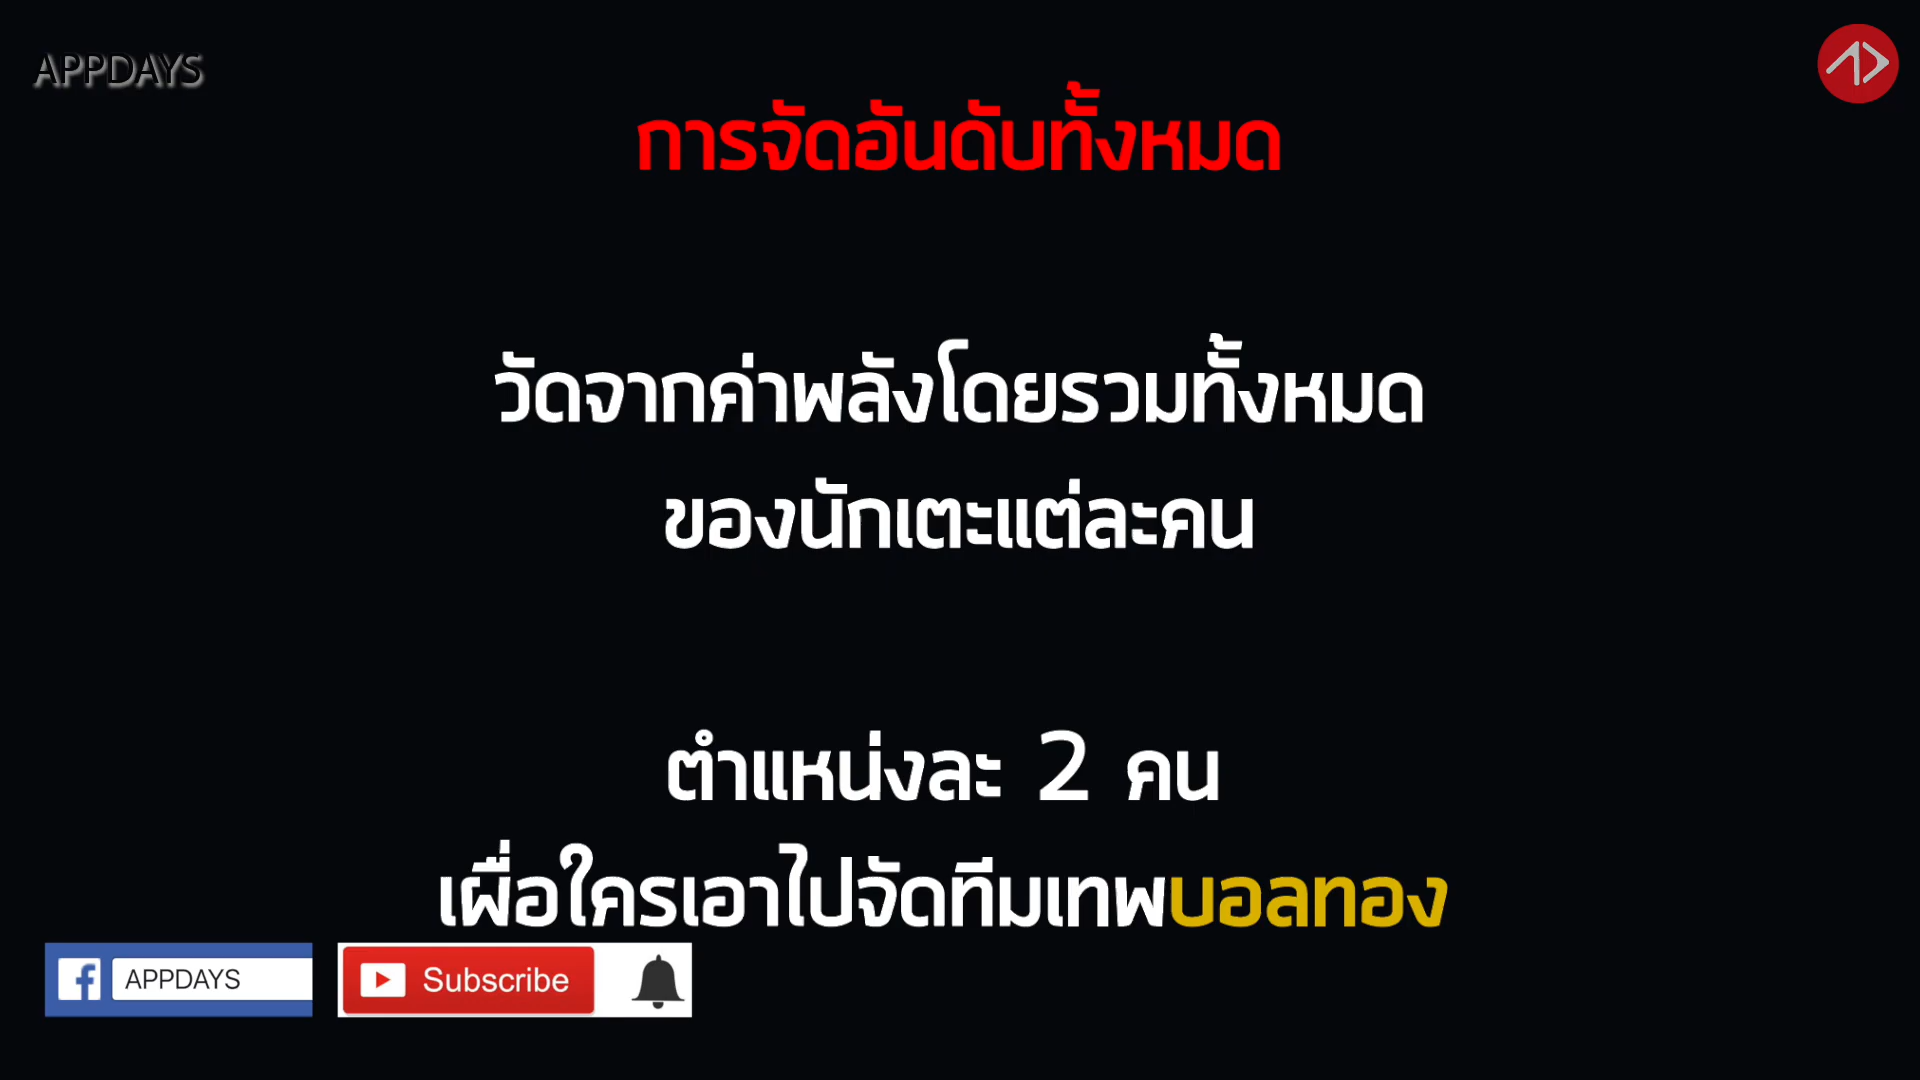 APPDAYS
การจัดอันดับทั้งหมด
วัดจากค่าพลังโดยรวมทั้งหมด
ของนักเตะแต่ละคน
ตำแหน่งละ 2 คน
เผื่อใครเอาไปจัดทีมเทพบอลทอง
APPDAYS
Subscribe